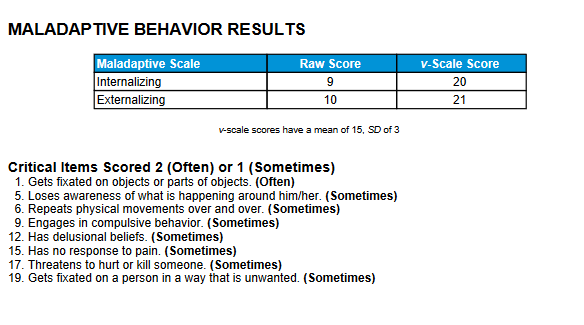 MALADAPTIVE BEHAVIOR RESULTS
Maladaptive Scale Raw Score v-Scale Score
Internalizing 9 20
Externalizing 10 21
v-scale scores have a mean of 15, SD of 3
Critical Items Scored 2 (Often) or 1 (Sometimes)
1. Gets fixated on objects or parts of objects. (Often)
5. Loses awareness of what is happening around him/her. (Sometimes)
6. Repeats physical movements over and over. (Sometimes)
9. Engages in compulsive behavior. (Sometimes)
12. Has delusional beliefs. (Sometimes)
15. Has no response to pain. (Sometimes)
17. Threatens to hurt or kill someone. (Sometimes)
19. Gets fixated on a person in a way that is unwanted. (Sometimes)